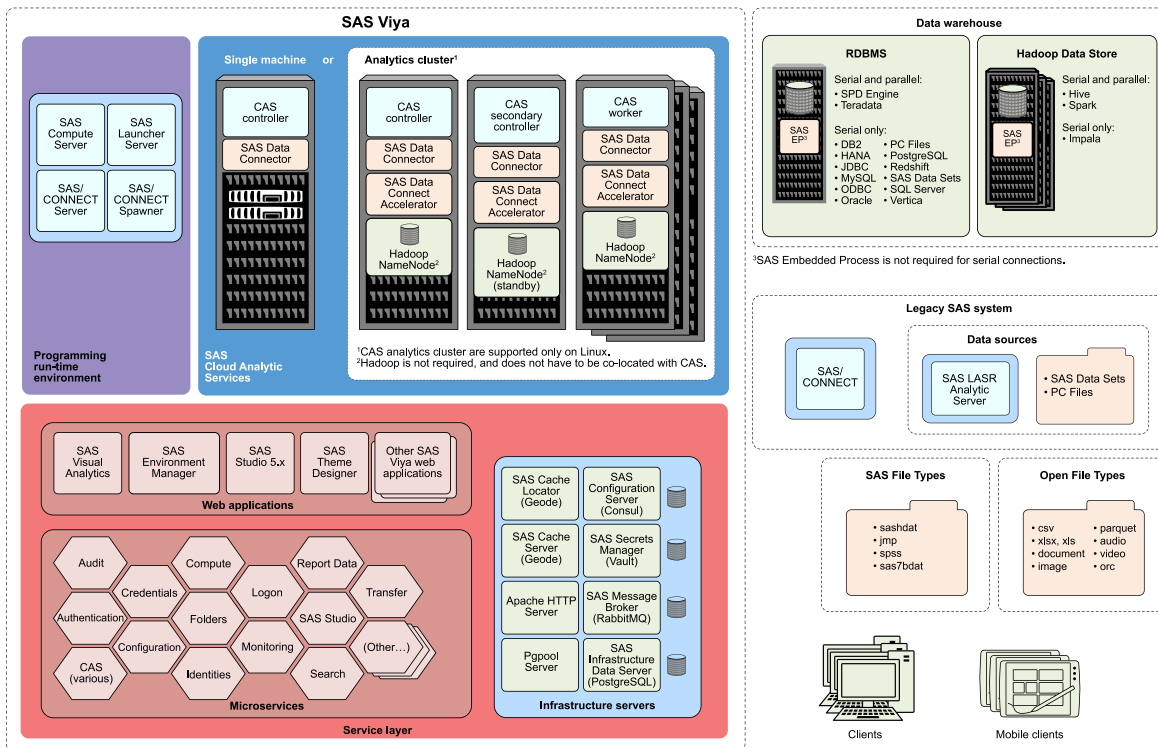 SAS Viya
Programming
run-time
environment
SAS
Compute
Server
SAS
Launcher
Server
SAS/
CONNECT
Server
SAS/
CONNECT
Spawner
Single machine or
Analytics cluster¹
CAS
controller
SAS Data
Connector
CAS
controller
SAS Data
Connector
SAS Data
Connect
Accelerator
Hadoop
NameNode²
CAS
secondary
controller
SAS Data
Connector
SAS Data
Connect
Accelerator
Hadoop
NameNode²
(standby)
CAS
worker
SAS Data
Connector
SAS Data
Connect
Accelerator
Hadoop
NameNode²
¹CAS analytics cluster are supported only on Linux.
²Hadoop is not required, and does not have to be co-located with CAS.
SAS
Cloud Analytic
Services
SAS
Visual
Analytics
SAS
Environment
Manager
SAS
Studio 5.x
SAS
Theme
Designer
Other SAS
Viya web
applications
Web applications
Audit
Compute
Report Data
Credentials
Logon
Transfer
Authentication
Folders
SAS Studio
Configuration
Monitoring
(Other…)
CAS
(various)
Identities
Search
Microservices
SAS Cache
Locator
(Geode)
SAS
Configuration
Server
(Consul)
SAS Cache
Server
(Geode)
SAS Secrets
Manager
(Vault)
Apache HTTP
Server
SAS Message
Broker
(RabbitMQ)
Pgpool
Server
SAS
Infrastructure
Data Server
(PostgreSQL)
Infrastructure servers
Service layer
Data warehouse
RDBMS
SAS
EP³
Serial and parallel:
• SPD Engine
• Teradata
Serial only:
• DB2
• HANA
• JDBC
• MySQL
• ODBC
• Oracle
• PC Files
• PostgreSQL
• Redshift
• SAS Data Sets
• SQL Server
• Vertica
Hadoop Data Store
SAS
EP³
Serial and parallel:
• Hive
• Spark
Serial only:
• Impala
³SAS Embedded Process is not required for serial connections.
Legacy SAS system
SAS/
CONNECT
Data sources
SAS LASR
Analytic
Server
• SAS Data Sets
• PC Files
SAS File Types
• sashdat
• jmp
• spss
• sas7bdat
Open File Types
• csv
• xlsx, xls
• document
• image
• parquet
• audio
• video
• orc
Clients
Mobile clients